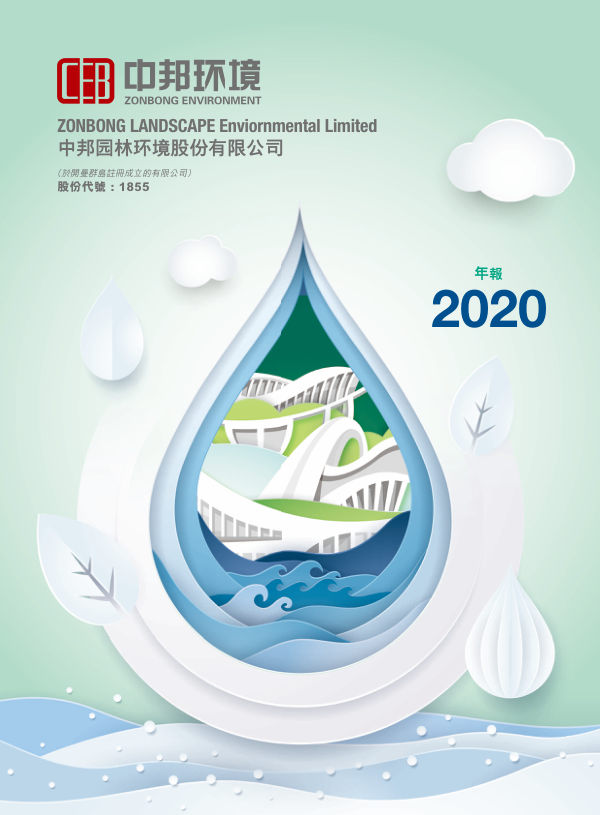 CEB 中邦环境
ZONBONG ENVIRONMENT
ZONBONG LANDSCAPE Enviornmental Limited
中邦园林环境股份有限公司
（於開曼群島註冊成立的有限公司）
股份代號：1855
年報
2020